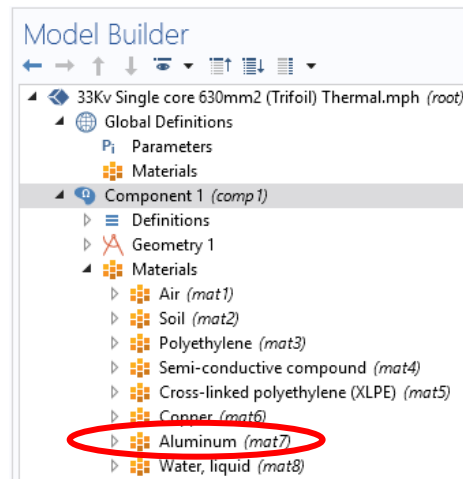 Model Builder
33Kv Single core 630mm2 (Trifoil) Thermal.mph (root)
Global Definitions
Pi Parameters
Materials
Component 1 (comp1)
Definitions
Geometry 1
Materials
Air (mat1)
Soil (mat2)
Polyethylene (mat3)
Semi-conductive compound (mat4)
Cross-linked polyethylene (XLPE) (mat5)
Copper (mat6)
Aluminum (mat7)
Water, liquid (mat8)